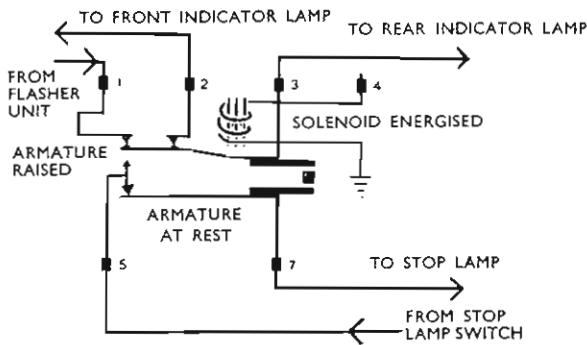 TO FRONT INDICATOR LAMP
TO REAR INDICATOR LAMP
FROM
FLASHER
UNIT
1
2
3
4
SOLENOID ENERGISED
ARMATURE
RAISED
ARMATURE
AT REST
5
7
TO STOP LAMP
FROM STOP
LAMP SWITCH